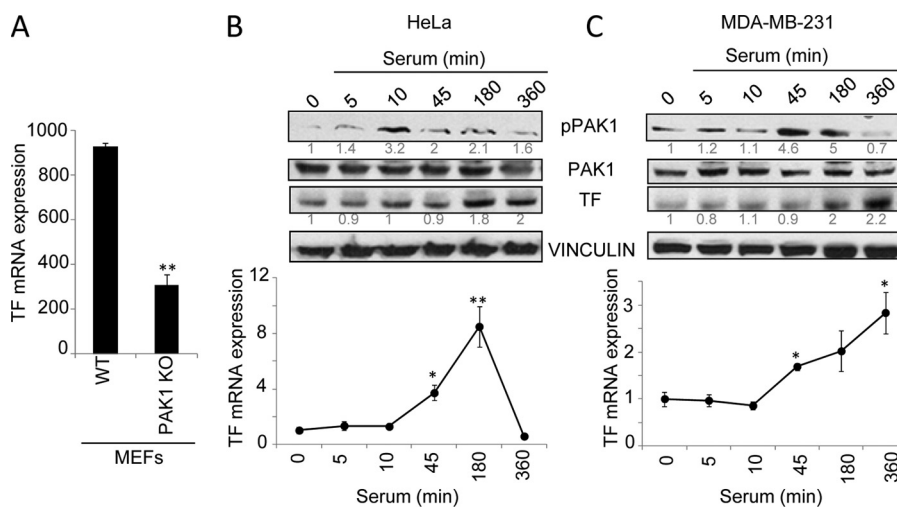 A
TF mRNA expression
1000
800
600
400
200
0
**
WT
PAK1 KO
MEFs
B
HeLa
Serum (min)
0 5 10 45 180 360
1 1.4 3.2 2 2.1 1.6
1 0.9 1 0.9 1.8 2
pPAK1
PAK1
TF
VINCULIN
TF mRNA expression
12
8
4
0
*
**
0 5 10 45 180 360
Serum (min)
C
MDA-MB-231
Serum (min)
0 5 10 45 180 360
1 1.2 1.1 4.6 5 0.7
1 0.8 1.1 0.9 2 2.2
TF mRNA expression
3
2
1
0
*
*
0 5 10 45 180 360
Serum (min)